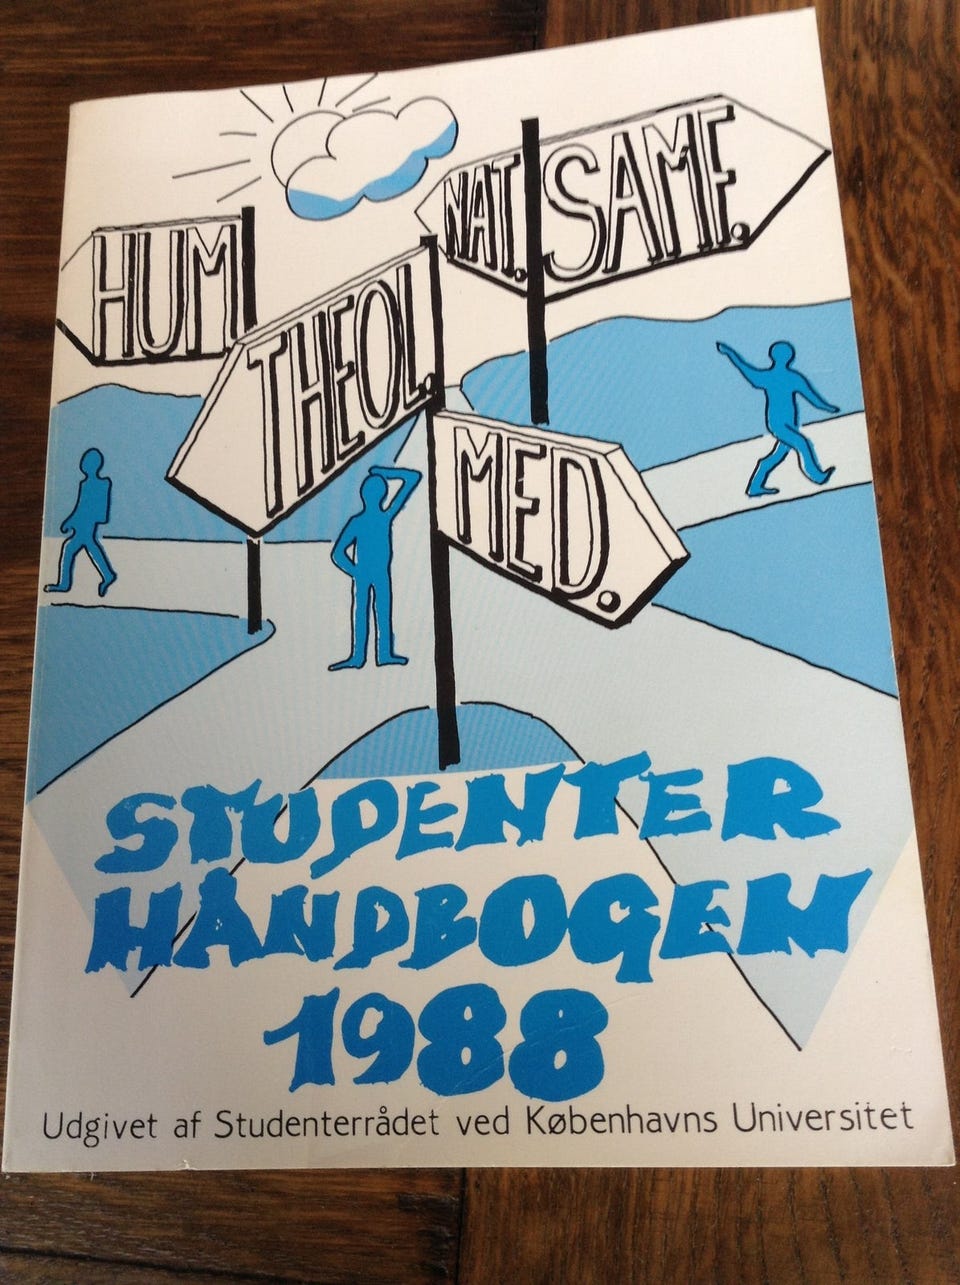 HUM
THEOL.
NAT. SAMF.
MED.
STUDENTER
HÅNDBOGEN
1988
Udgivet af Studenterrådet ved Københavns Universitet